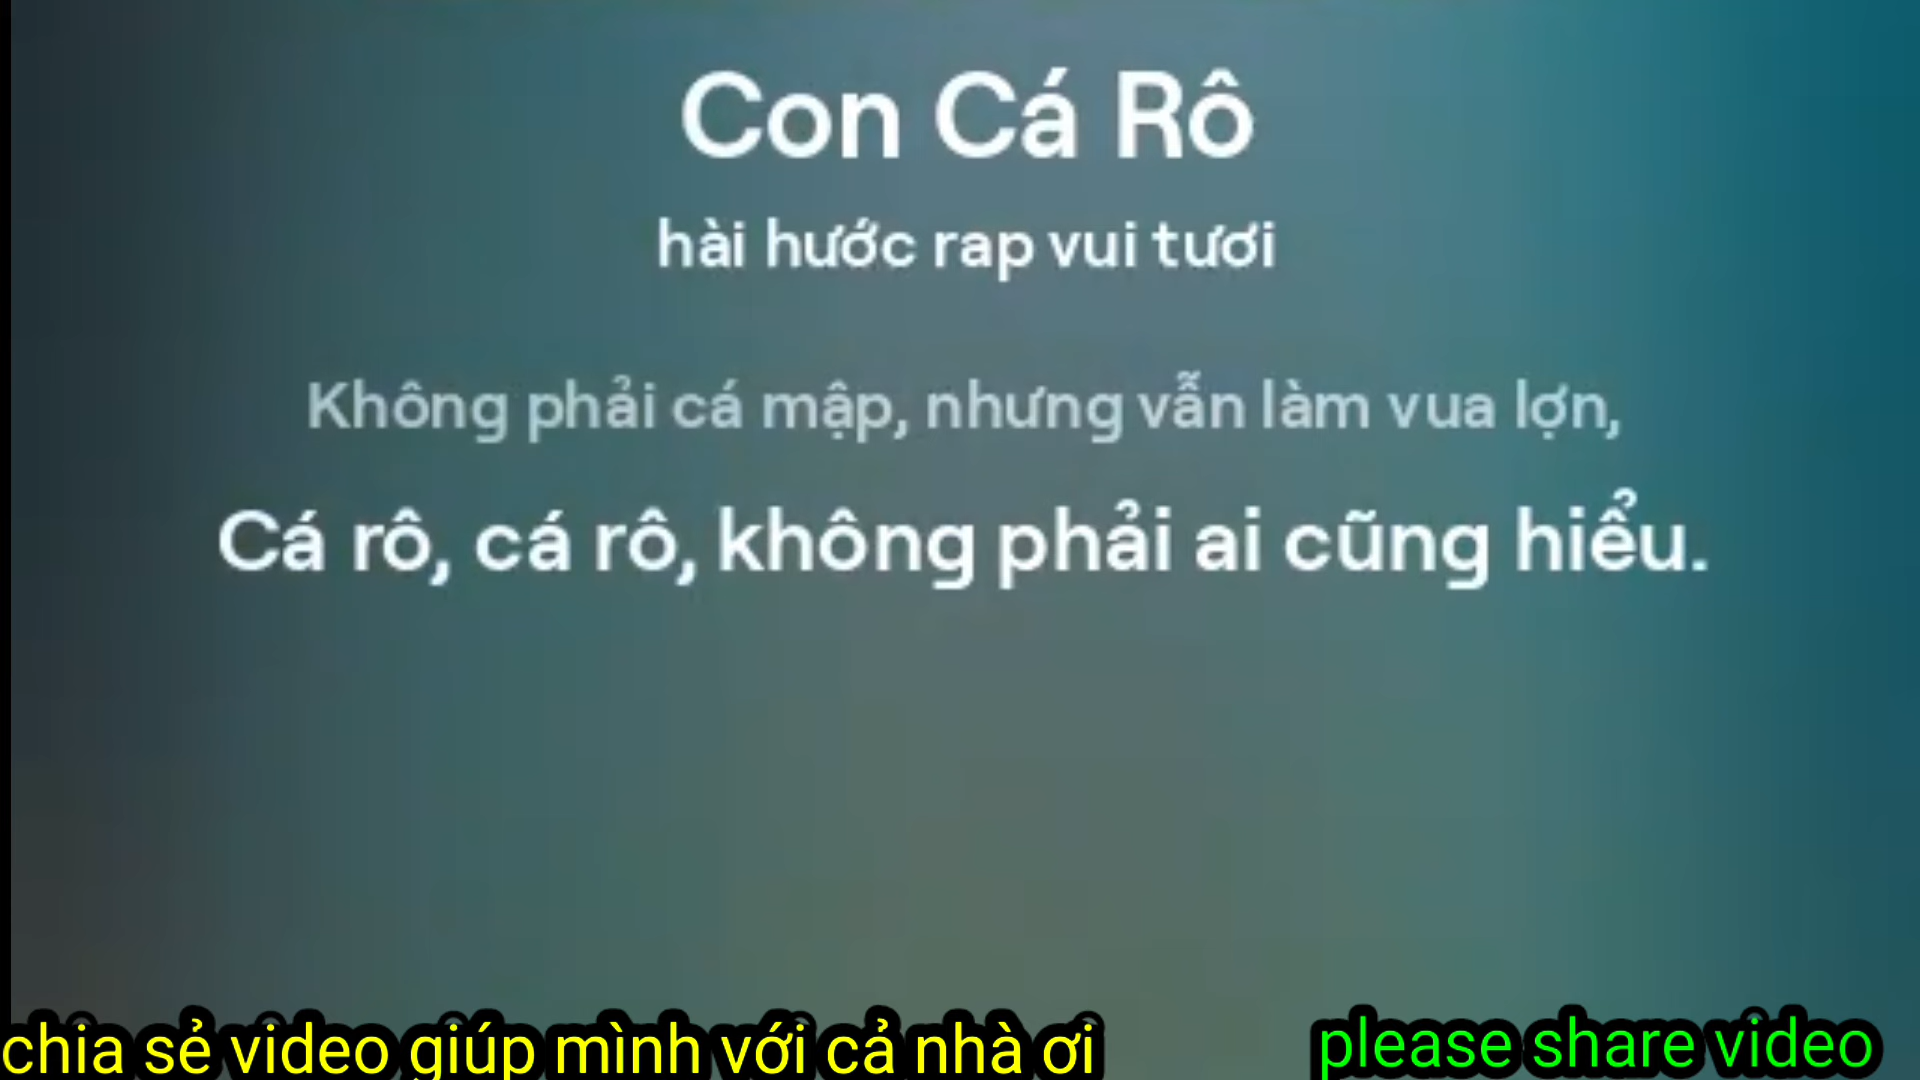 Con Cá Rô
hài hước rap vui tươi
Không phải cá mập, nhưng vẫn làm vua lợn,
Cá rô, cá rô, không phải ai cũng hiểu.
chia sẻ video giúp mình với cả nhà ơi
please share video